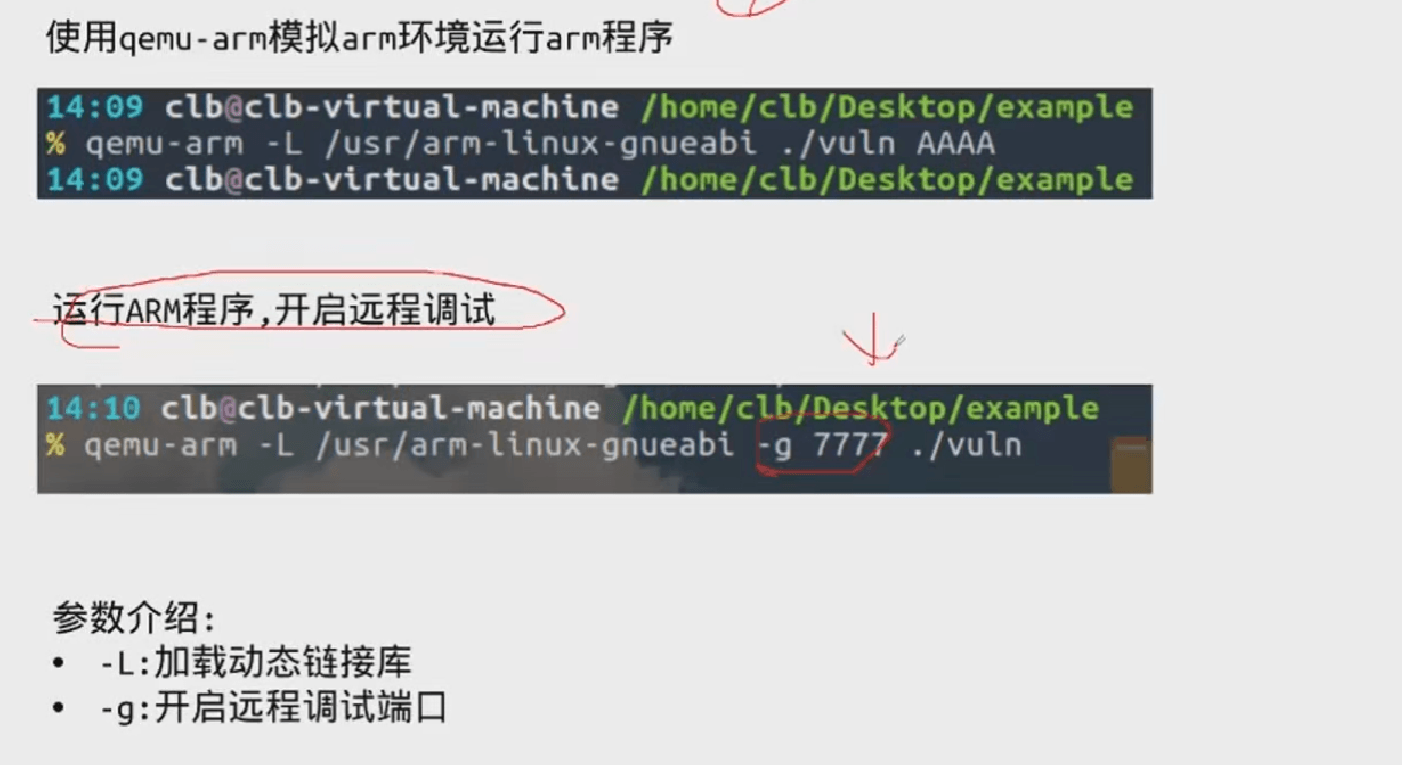 使用qemu-arm模拟arm环境运行arm程序
14:09 clb@clb-virtual-machine /home/clb/Desktop/example
% qemu-arm -L /usr/arm-linux-gnueabi ./vuln AAAA
14:09 clb@clb-virtual-machine /home/clb/Desktop/example
运行ARM程序,开启远程调试
14:10 clb@clb-virtual-machine /home/clb/Desktop/example
% qemu-arm -L /usr/arm-linux-gnueabi -g 7777 ./vuln
参数介绍:
• -L:加载动态链接库
• -g:开启远程调试端口